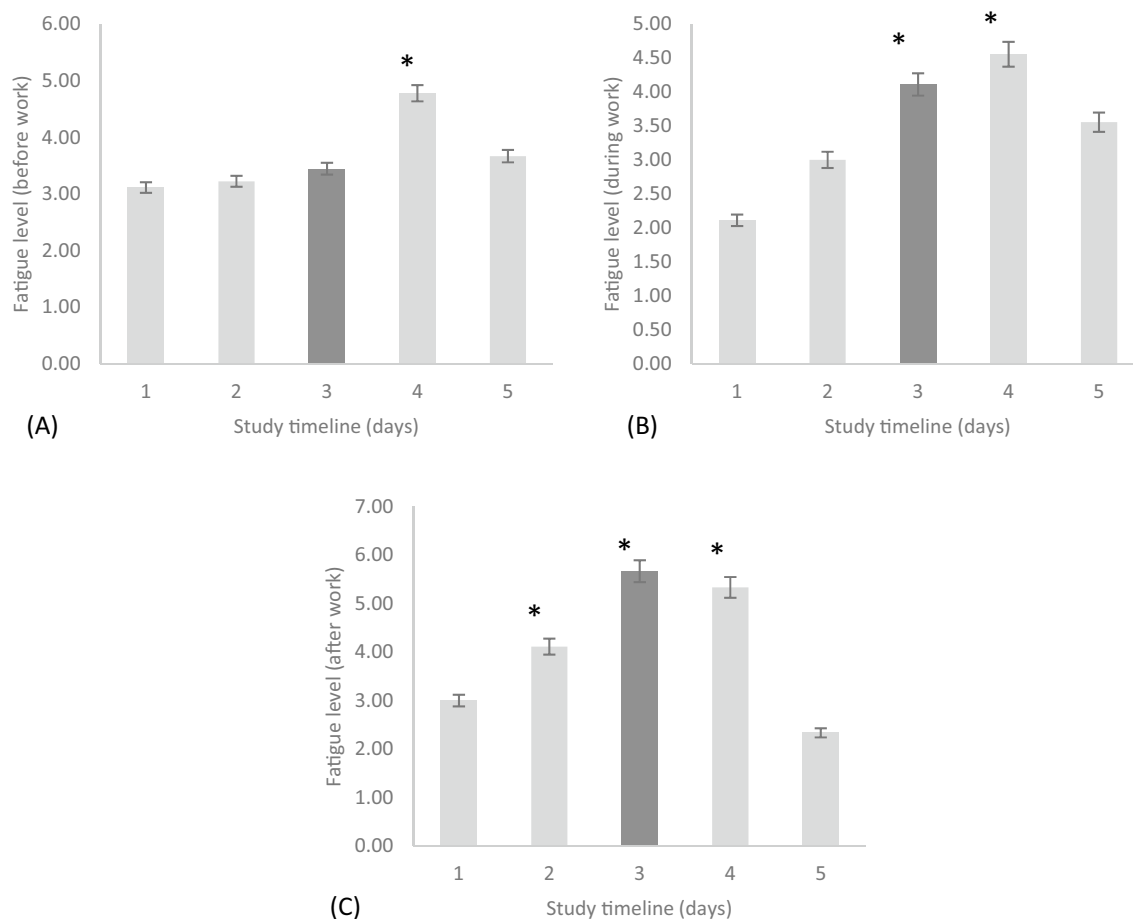 Fatigue level (before work)
6.00
5.00
4.00
3.00
2.00
1.00
0.00
*
1 2 3 4 5
Study timeline (days)
(A)
Fatigue level (during work)
5.00
4.50
4.00
3.50
3.00
2.50
2.00
1.50
1.00
0.50
0.00
* *
1 2 3 4 5
Study timeline (days)
(B)
Fatigue level (after work)
7.00
6.00
5.00
4.00
3.00
2.00
1.00
0.00
* * *
1 2 3 4 5
Study timeline (days)
(C)